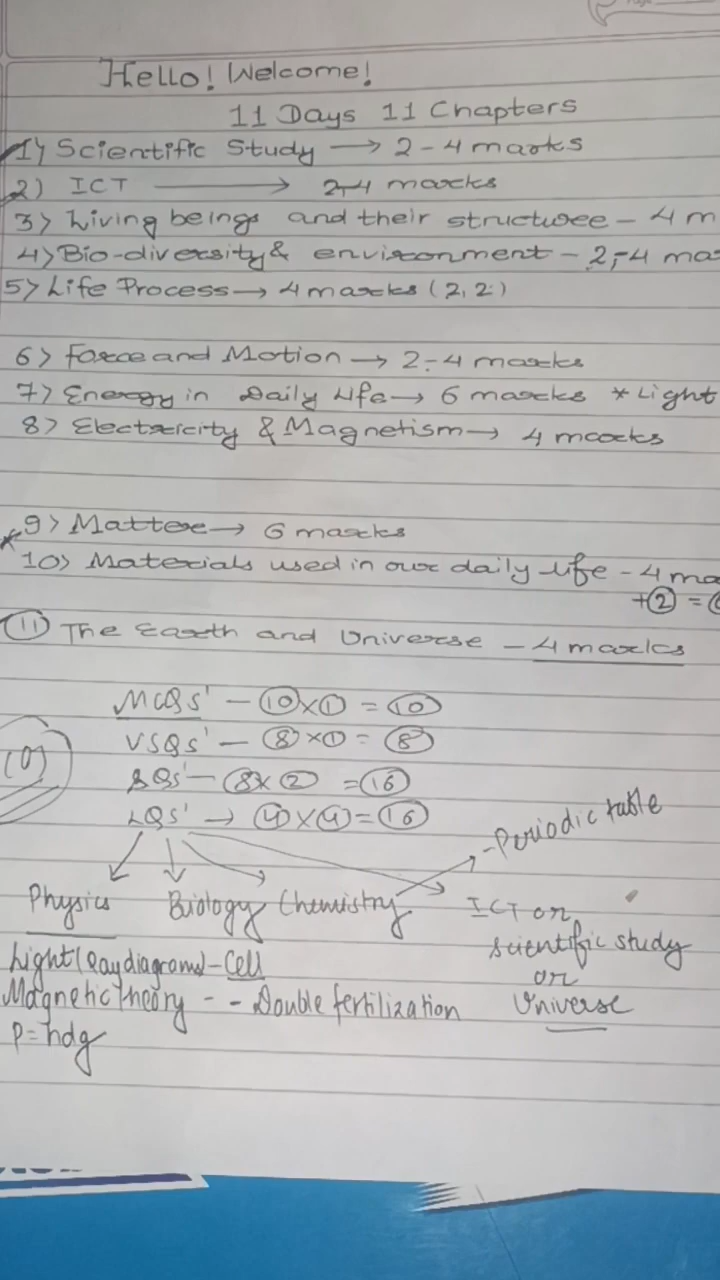 Hello! Welcome!
11 Days 11 Chapters
1) Scientific Study → 2-4 marks
2) ICT → 2-4 marks
3) Living beings and their structure - 4 m
4) Bio-diversity & environment - 2-4 ma
5) Life Process → 4 marks (2, 2)
6) Force and Motion → 2-4 marks
7) Energy in Daily Life → 6 marks * Light
8) Electricity & Magnetism → 4 marks
9) Matter → 6 marks
10) Materials used in our daily life - 4 ma
+2 =
11 The Earth and Universe - 4 marks
MCQs' - 10×1 = 10
VSQs' - 8×1 = 8
SQs' - 8×2 = 16
LQs' → 4×4 = 16
- Periodic table
Physics Biology Chemistry ICT or
scientific study
Light (Ray diagram) - Cell or
Magnetic Theory - - Double fertilization Universe
P = hdg